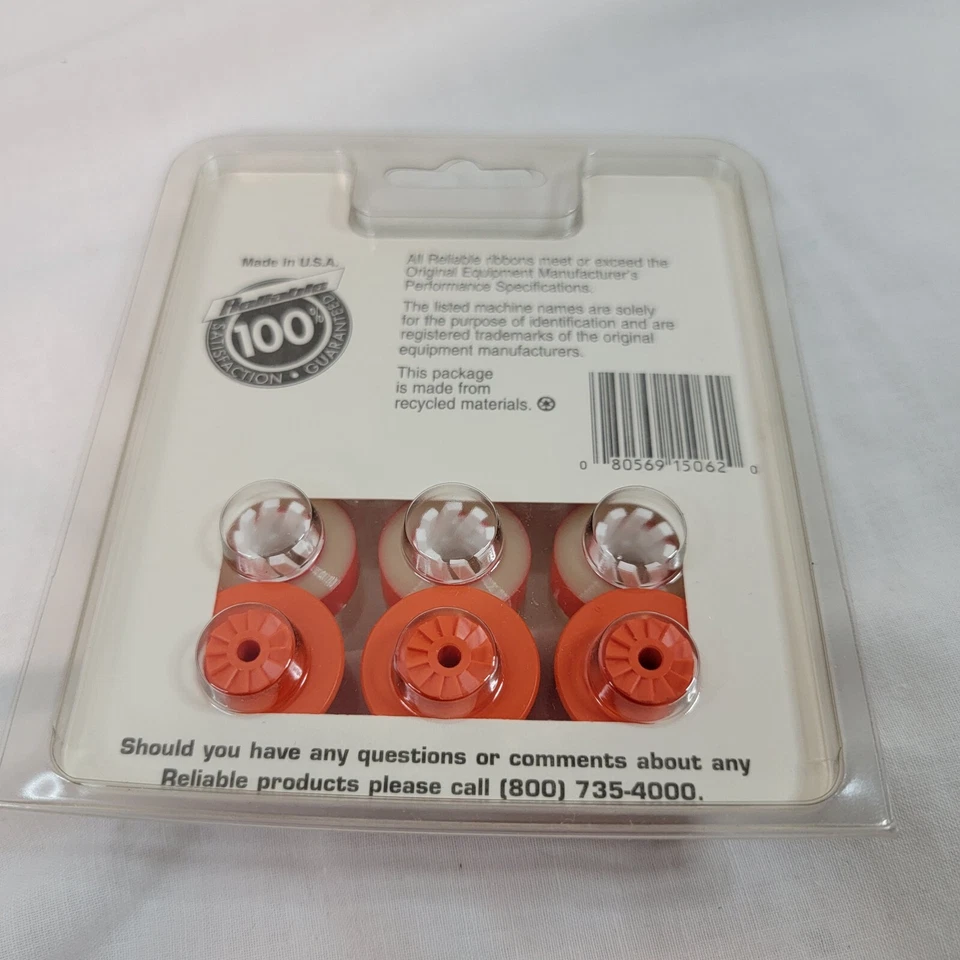 Made in U.S.A.
Reliable
100%
SATISFACTION • GUARANTEED
All Reliable ribbons meet or exceed the
Original Equipment Manufacturer's
Performance Specifications.
The listed machine names are solely
for the purpose of identification and are
registered trademarks of the original
equipment manufacturers.
This package
is made from
recycled materials.
0 80569 15062 0
Should you have any questions or comments about any
Reliable products please call (800) 735-4000.